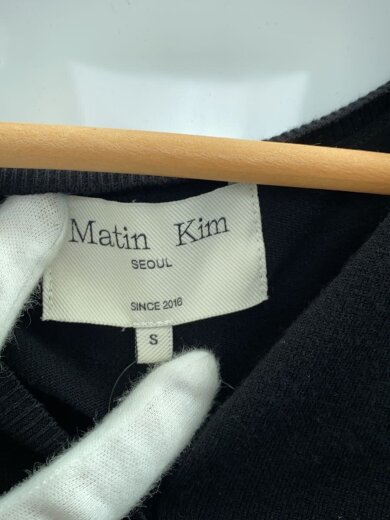 Matin Kim
SEOUL
SINCE 2016
S